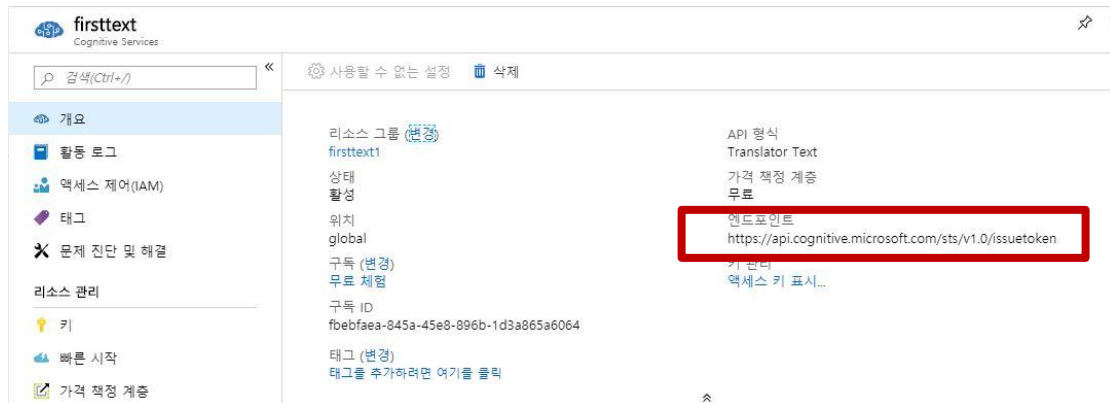 firsttext
Cognitive Services
검색(Ctrl+/)
«
사용할 수 없는 설정 삭제
개요
활동 로그
액세스 제어(IAM)
태그
문제 진단 및 해결
리소스 관리
키
빠른 시작
가격 책정 계층
리소스 그룹 (변경)
firsttext1
상태
활성
위치
global
구독 (변경)
무료 체험
구독 ID
fbebfaea-845a-45e8-896b-1d3a865a6064
태그 (변경)
태그를 추가하려면 여기를 클릭
API 형식
Translator Text
가격 책정 계층
무료
엔드포인트
https://api.cognitive.microsoft.com/sts/v1.0/issuetoken
키 관리
액세스 키 표시...